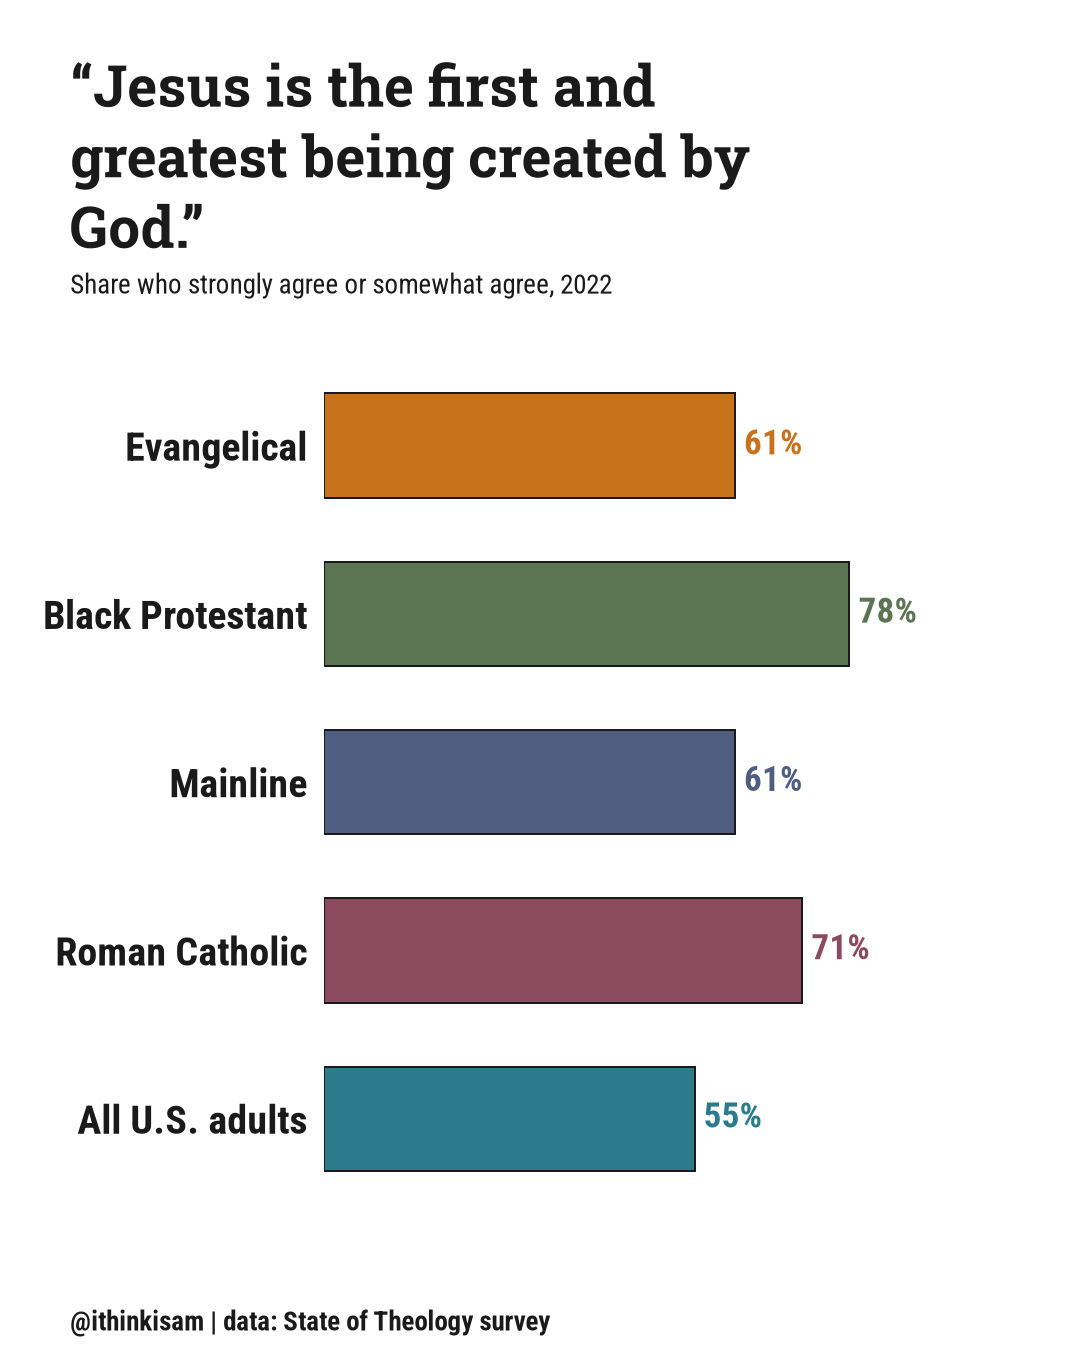 “Jesus is the first and
greatest being created by
God.”
Share who strongly agree or somewhat agree, 2022
Evangelical 61%
Black Protestant 78%
Mainline 61%
Roman Catholic 71%
All U.S. adults 55%
@ithinkisam | data: State of Theology survey